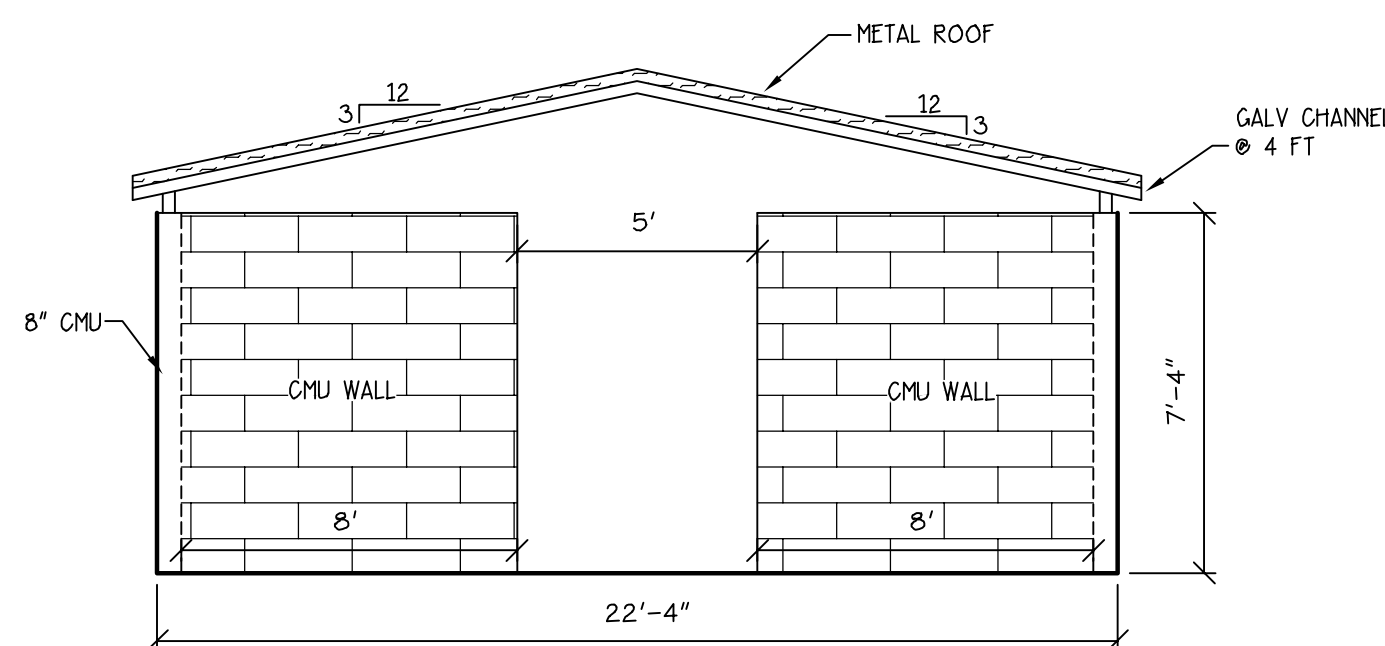 METAL ROOF
12
3
12
3
GALV CHANNEL
@ 4 FT
5'
8" CMU
CMU WALL
CMU WALL
7'-4"
8'
8'
22'-4"